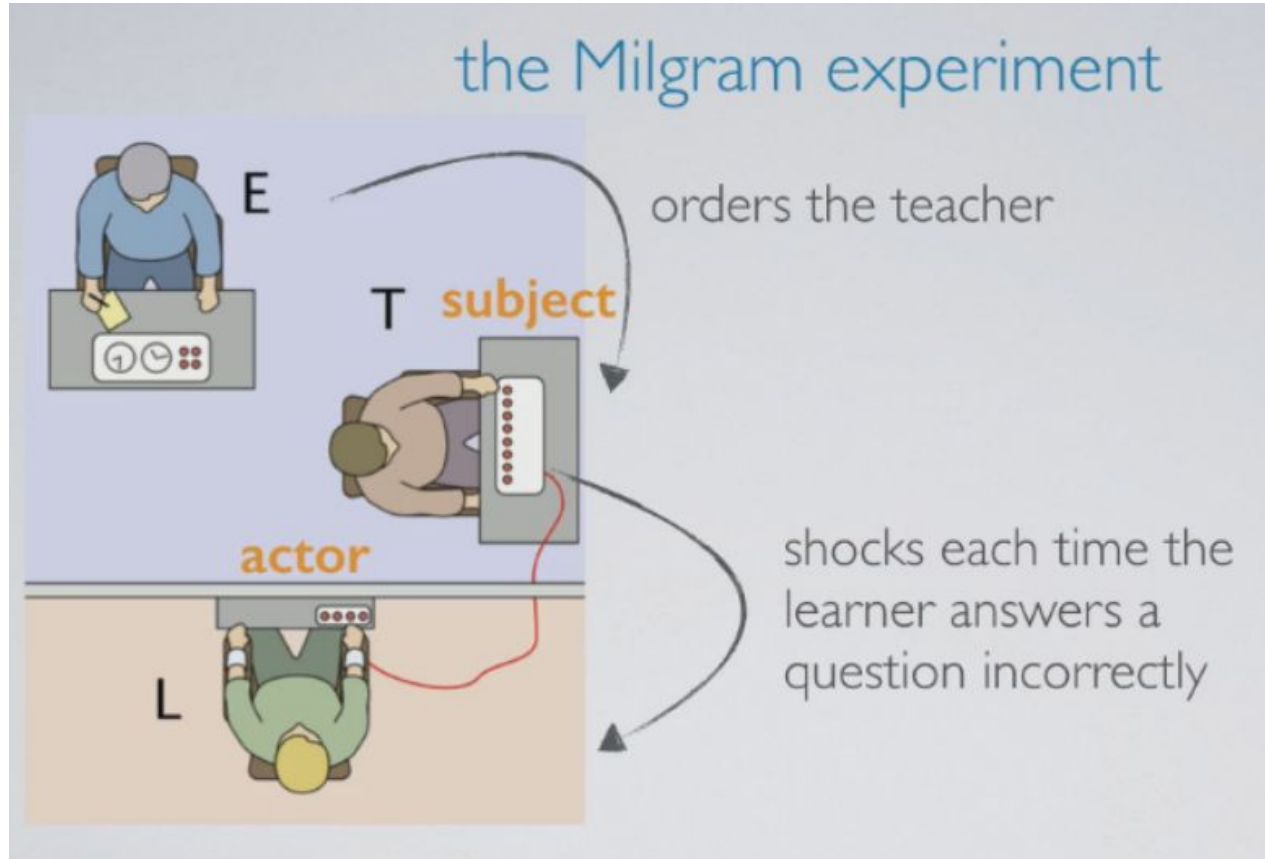 the Milgram experiment
E
orders the teacher
T subject
actor
shocks each time the
learner answers a
question incorrectly
L